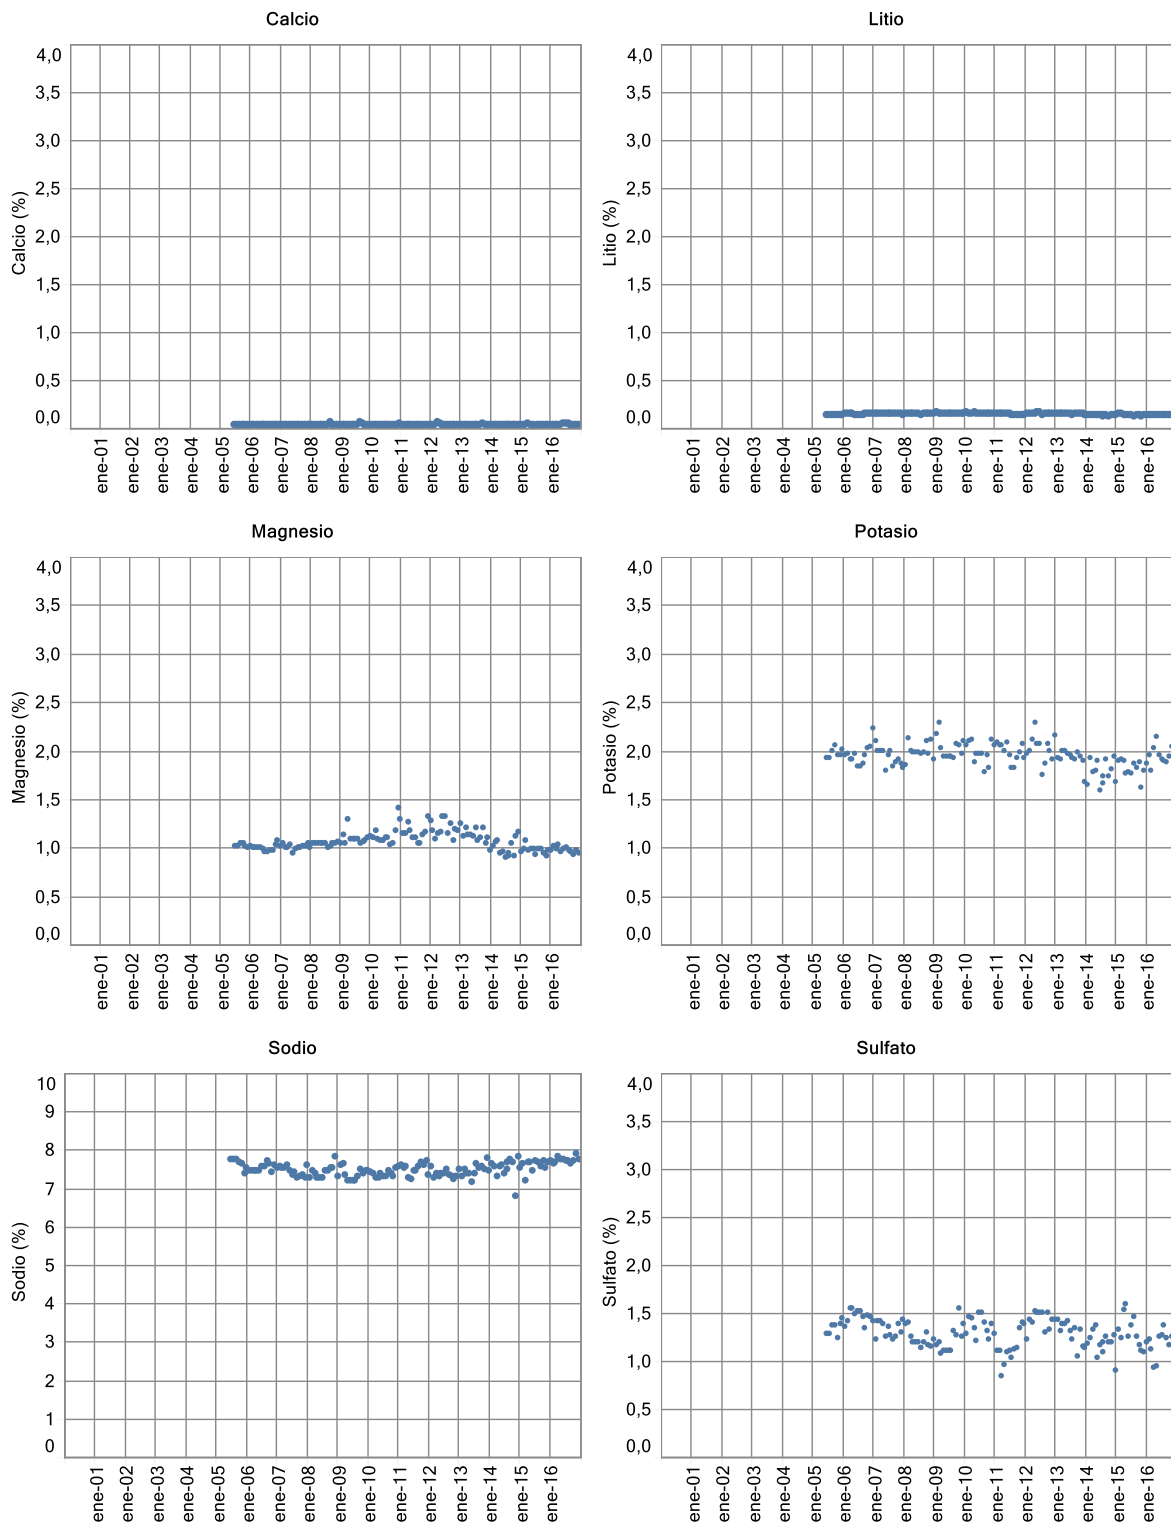 Calcio
4,0
3,5
3,0
2,5
2,0
1,5
1,0
0,5
0,0
Calcio (%)
ene-01
ene-02
ene-03
ene-04
ene-05
ene-06
ene-07
ene-08
ene-09
ene-10
ene-11
ene-12
ene-13
ene-14
ene-15
ene-16
Litio
4,0
3,5
3,0
2,5
2,0
1,5
1,0
0,5
0,0
Litio (%)
ene-01
ene-02
ene-03
ene-04
ene-05
ene-06
ene-07
ene-08
ene-09
ene-10
ene-11
ene-12
ene-13
ene-14
ene-15
ene-16
Magnesio
4,0
3,5
3,0
2,5
2,0
1,5
1,0
0,5
0,0
Magnesio (%)
ene-01
ene-02
ene-03
ene-04
ene-05
ene-06
ene-07
ene-08
ene-09
ene-10
ene-11
ene-12
ene-13
ene-14
ene-15
ene-16
Potasio
4,0
3,5
3,0
2,5
2,0
1,5
1,0
0,5
0,0
Potasio (%)
ene-01
ene-02
ene-03
ene-04
ene-05
ene-06
ene-07
ene-08
ene-09
ene-10
ene-11
ene-12
ene-13
ene-14
ene-15
ene-16
Sodio
10
9
8
7
6
5
4
3
2
1
0
Sodio (%)
ene-01
ene-02
ene-03
ene-04
ene-05
ene-06
ene-07
ene-08
ene-09
ene-10
ene-11
ene-12
ene-13
ene-14
ene-15
ene-16
Sulfato
4,0
3,5
3,0
2,5
2,0
1,5
1,0
0,5
0,0
Sulfato (%)
ene-01
ene-02
ene-03
ene-04
ene-05
ene-06
ene-07
ene-08
ene-09
ene-10
ene-11
ene-12
ene-13
ene-14
ene-15
ene-16